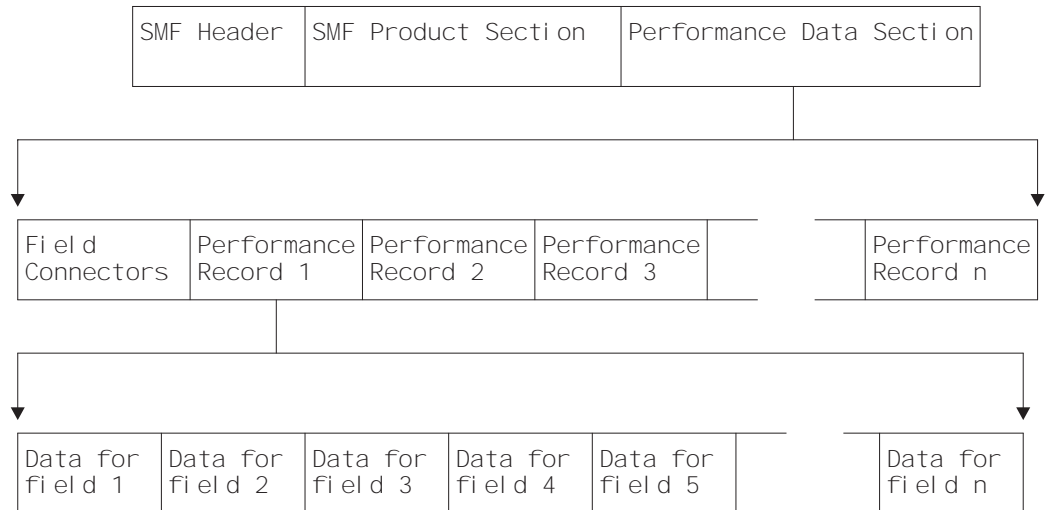 SMF Header SMF Product Section Performance Data Section
Field Connectors
Performance Record 1
Performance Record 2
Performance Record 3
Performance Record n
Data for field 1
Data for field 2
Data for field 3
Data for field 4
Data for field 5
Data for field n